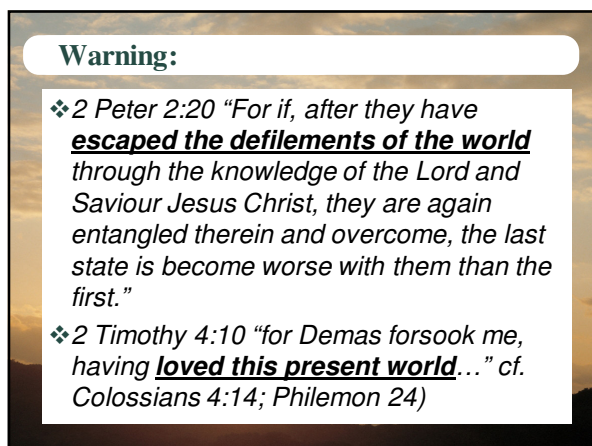 Warning:
❖2 Peter 2:20 “For if, after they have
escaped the defilements of the world
through the knowledge of the Lord and
Saviour Jesus Christ, they are again
entangled therein and overcome, the last
state is become worse with them than the
first.”
❖2 Timothy 4:10 “for Demas forsook me,
having loved this present world…” cf.
Colossians 4:14; Philemon 24)